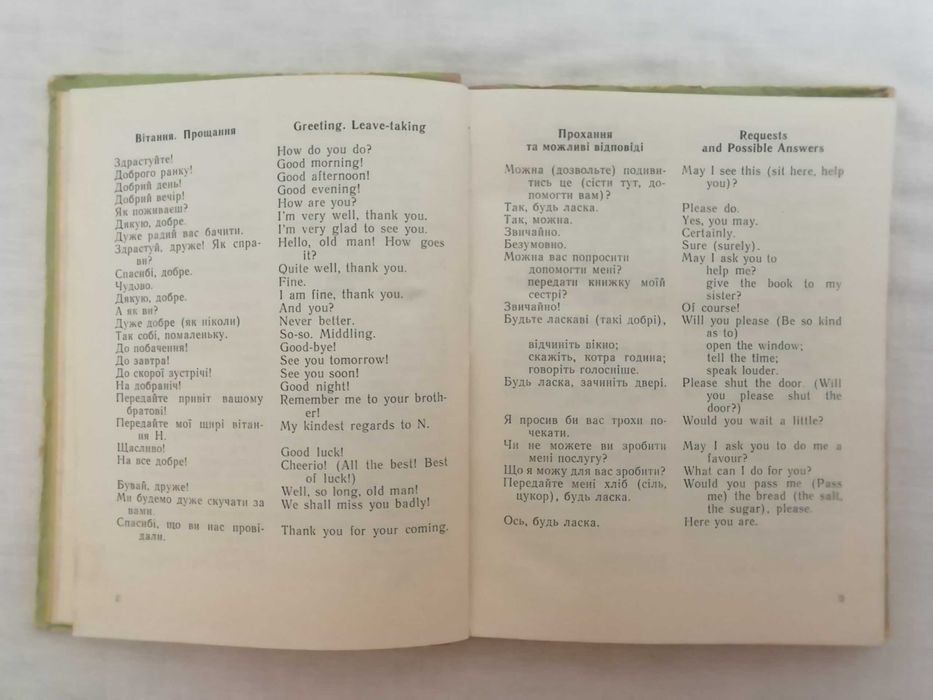 Вітання. Прощання
Здрастуйте!
Доброго ранку!
Добрий день!
Добрий вечір!
Як поживаєш?
Дякую, добре.
Дуже радий вас бачити.
Здрастуй, друже! Як спра-
ви?
Спасибі, добре.
Чудово.
Дякую, добре.
А як ви?
Дуже добре (як ніколи)
Так собі, помаленьку.
До побачення!
До завтра!
До скорої зустрічі!
На добраніч!
Передайте привіт вашому
братові!
Передайте мої щирі вітан-
ня Н.
Щасливо!
На все добре!
Бувай, друже!
Ми будемо дуже скучати за
вами.
Спасибі, що ви нас прові-
дали.
Greeting. Leave-taking
How do you do?
Good morning!
Good afternoon!
Good evening!
How are you?
I'm very well, thank you.
I'm very glad to see you.
Hello, old man! How goes
it?
Quite well, thank you.
Fine.
I am fine, thank you.
And you?
Never better.
So-so. Middling.
Good-bye!
See you tomorrow!
See you soon!
Good night!
Remember me to your broth-
er!
My kindest regards to N.
Good luck!
Cheerio! (All the best! Best
of luck!)
Well, so long, old man!
We shall miss you badly!
Thank you for your coming.
Прохання
та можливі відповіді
Можна (дозвольте) подиви-
тись це (сісти тут, до-
помогти вам)?
Так, будь ласка.
Так, можна.
Звичайно.
Безумовно.
Можна вас попросити
допомогти мені?
передати книжку моїй
сестрі?
Звичайно!
Будьте ласкаві (такі добрі),
відчиніть вікно;
скажіть, котра година;
говоріть голосніше.
Будь ласка, зачиніть двері.
Я просив би вас трохи по-
чекати.
Чи не можете ви зробити
мені послугу?
Що я можу для вас зробити?
Передайте мені хліб (сіль,
цукор), будь ласка.
Ось, будь ласка.
Requests
and Possible Answers
May I see this (sit here, help
you)?
Please do.
Yes, you may.
Certainly.
Sure (surely).
May I ask you to
help me?
give the book to my
sister?
Of course!
Will you please (Be so kind
as to)
open the window;
tell the time;
speak louder.
Please shut the door. (Will
you please shut the
door?)
Would you wait a little?
May I ask you to do me a
favour?
What can I do for you?
Would you pass me (Pass
me) the bread (the salt,
the sugar), please.
Here you are.